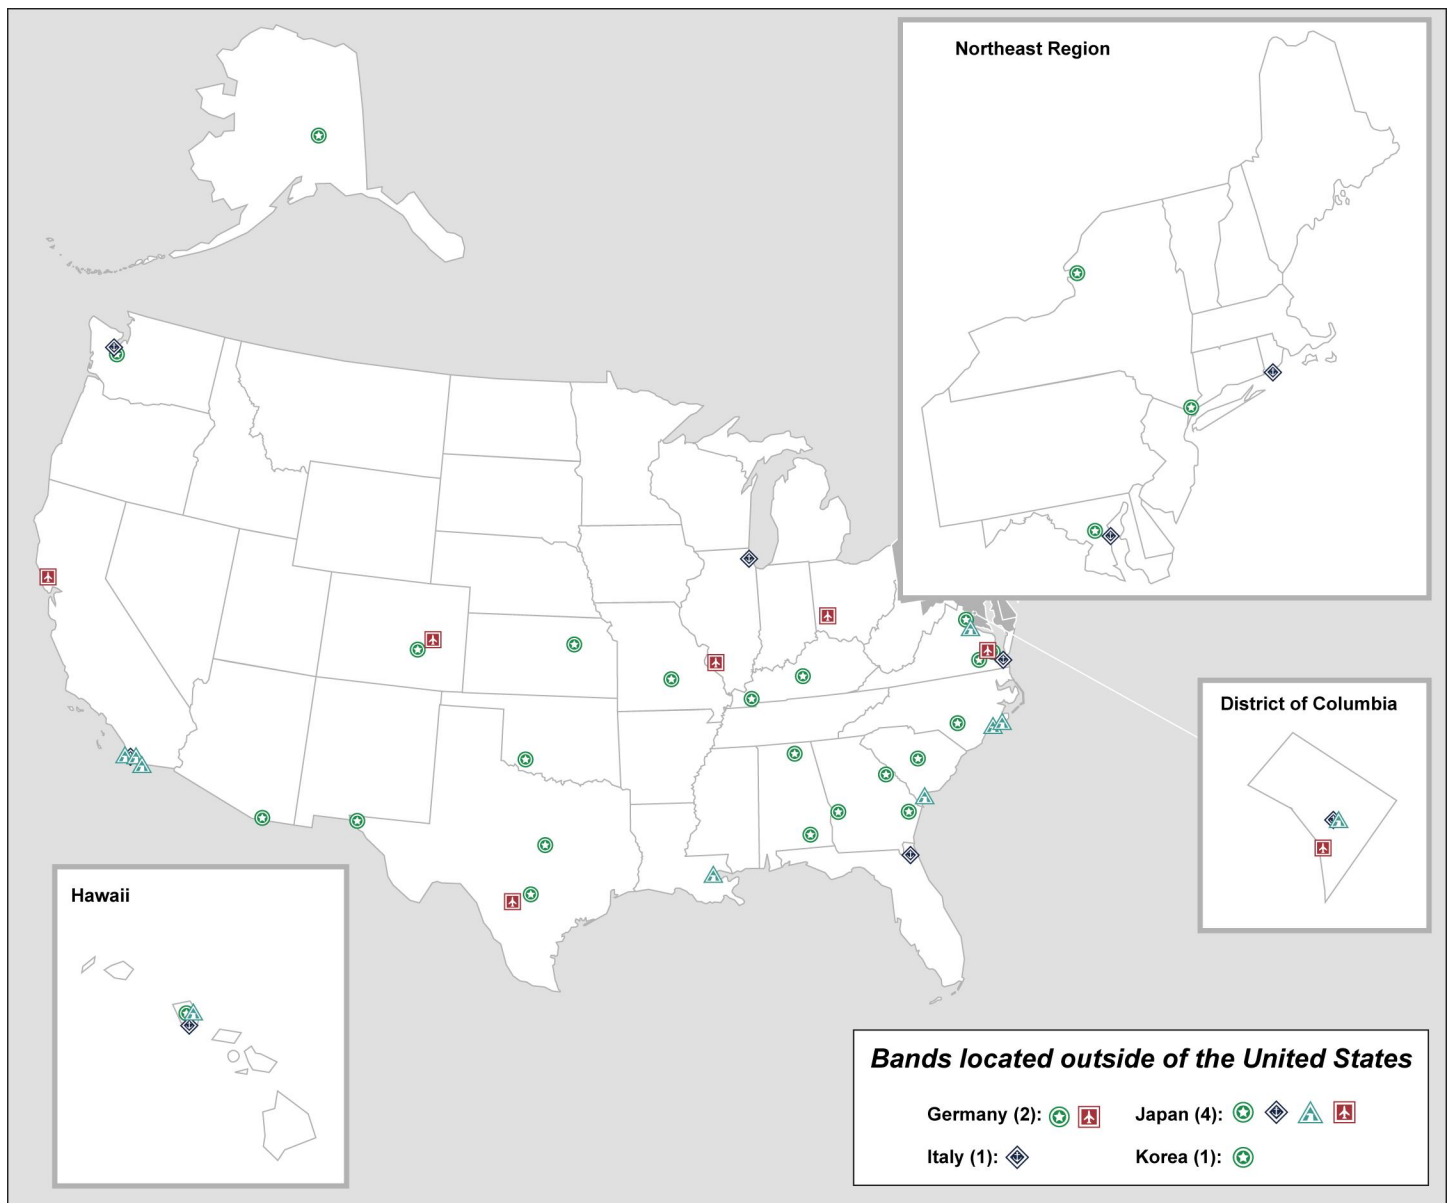 Northeast Region
District of Columbia
Hawaii
Bands located outside of the United States
Germany (2):
Japan (4):
Italy (1):
Korea (1):